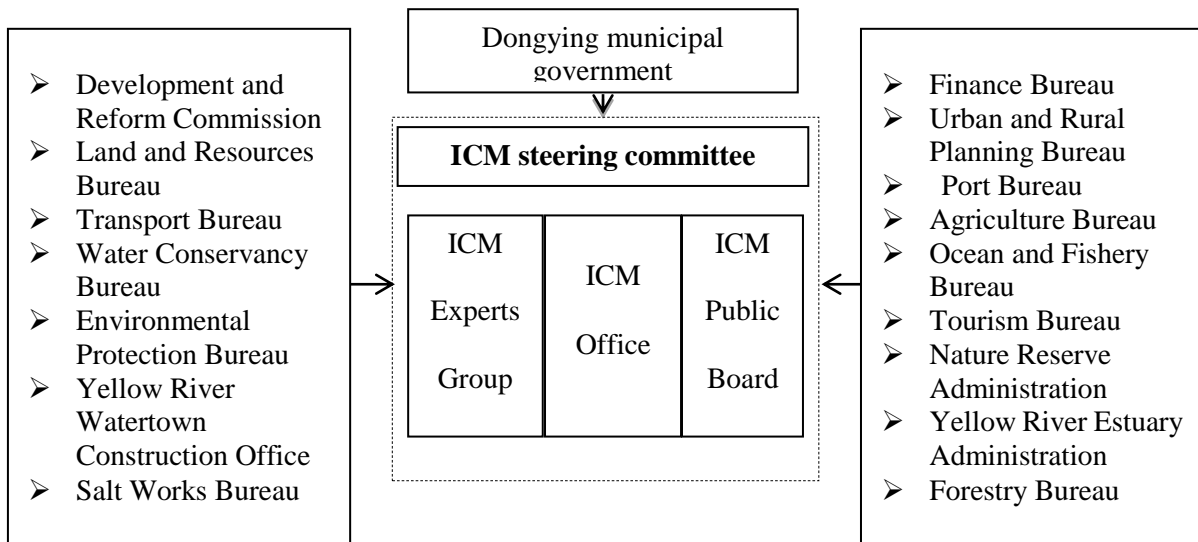 Dongying municipal
government
Development and
Reform Commission
Land and Resources
Bureau
Transport Bureau
Water Conservancy
Bureau
Environmental
Protection Bureau
Yellow River
Watertown
Construction Office
Salt Works Bureau
ICM steering committee
ICM
Experts
Group
ICM
Office
ICM
Public
Board
Finance Bureau
Urban and Rural
Planning Bureau
Port Bureau
Agriculture Bureau
Ocean and Fishery
Bureau
Tourism Bureau
Nature Reserve
Administration
Yellow River Estuary
Administration
Forestry Bureau